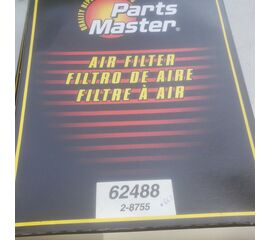 Parts
Master®
AIR FILTER
FILTRO DE AIRE
FILTRE À AIR
62488
2-8755